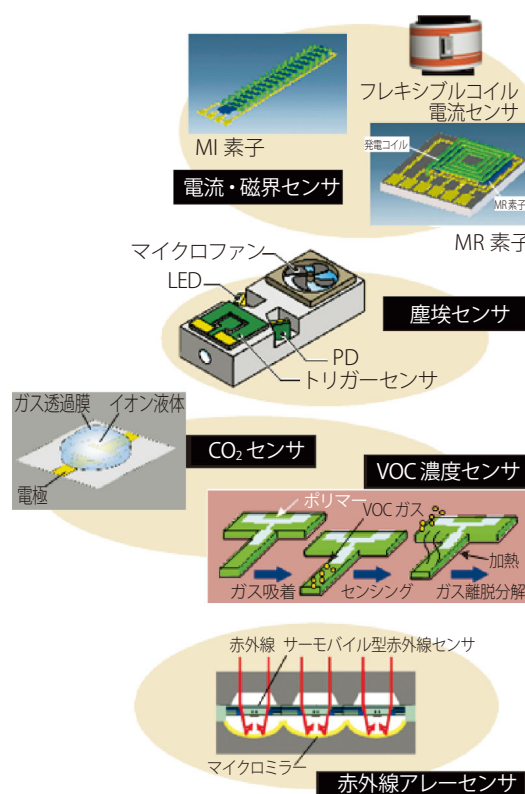 フレキシブルコイル
電流センサ
MI 素子
発電コイル
電流・磁界センサ
MR素子
MR 素子
マイクロファン
LED
塵埃センサ
PD
トリガーセンサ
ガス透過膜 イオン液体
CO₂ センサ
電極
VOC 濃度センサ
ポリマー
VOC ガス
加熱
ガス吸着 センシング ガス離脱分解
赤外線 サーモバイル型赤外線センサ
マイクロミラー
赤外線アレーセンサ